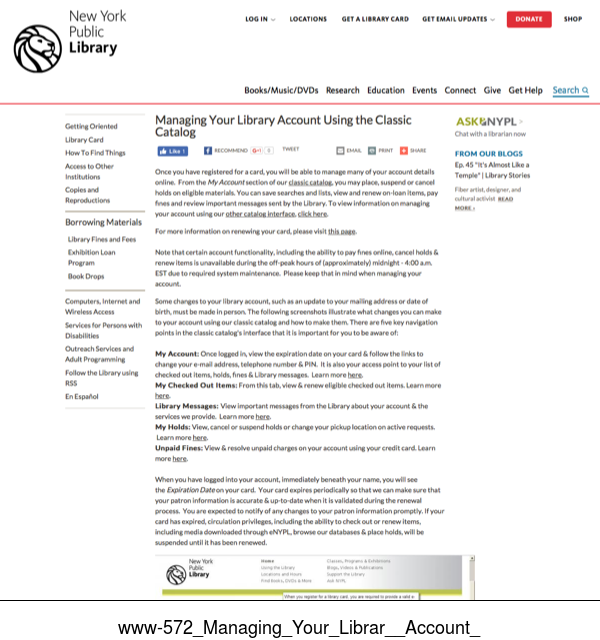 New York
Public
Library
LOG IN
LOCATIONS
GET A LIBRARY CARD
GET EMAIL UPDATES
DONATE
SHOP
Books/Music/DVDs Research Education Events Connect Give Get Help Search
Getting Oriented
Library Card
How To Find Things
Access to Other
Institutions
Copies and
Reproductions
Borrowing Materials
Library Fines and Fees
Exhibition Loan
Program
Book Drops
Computers, Internet and
Wireless Access
Services for Persons with
Disabilities
Outreach Services and
Adult Programming
Follow the Library using
RSS
En Español
Managing Your Library Account Using the Classic
Catalog
Like 1
RECOMMEND
G+1 0
TWEET
EMAIL
PRINT
SHARE
Once you have registered for a card, you will be able to manage many of your account details
online. From the My Account section of our classic catalog, you may place, suspend or cancel
holds on eligible materials. You can save searches and lists, view and renew on-loan items, pay
fines and review important messages sent by the Library. To view information on managing
your account using our other catalog interface, click here.
For more information on renewing your card, please visit this page.
Note that certain account functionality, including the ability to pay fines online, cancel holds &
renew items is unavailable during the off-peak hours of (approximately) midnight - 4:00 a.m.
EST due to required system maintenance. Please keep that in mind when managing your
account.
Some changes to your library account, such as an update to your mailing address or date of
birth, must be made in person. The following screenshots illustrate what changes you can make
to your account using our classic catalog and how to make them. There are five key navigation
points in the classic catalog's interface that it is important for you to be aware of:
My Account: Once logged in, view the expiration date on your card & follow the links to
change your e-mail address, telephone number & PIN. It is also your access point to your list of
checked out items, holds, fines & Library messages. Learn more here.
My Checked Out Items: From this tab, view & renew eligible checked out items. Learn more
here.
Library Messages: View important messages from the Library about your account & the
services we provide. Learn more here.
My Holds: View, cancel or suspend holds or change your pickup location on active requests.
Learn more here.
Unpaid Fines: View & resolve unpaid charges on your account using your credit card. Learn
more here.
When you have logged into your account, immediately beneath your name, you will see
the Expiration Date on your card. Your card expires periodically so that we can make sure that
your patron information is accurate & up-to-date when it is validated during the renewal
process. You are expected to notify of any changes to your patron information promptly. If your
card has expired, circulation privileges, including the ability to check out or renew items,
including media downloaded through eNYPL, browse our databases & place holds, will be
suspended until it has been renewed.
ASK NYPL >
Chat with a librarian now
FROM OUR BLOGS
Ep. 45 "It's Almost Like a
Temple" | Library Stories
Fiber artist, designer, and
cultural activist READ
MORE ›
New York
Public
Library
Home
Using the Library
Locations and Hours
Find Books, DVDs & More
Classes, Programs & Exhibitions
Blogs, Videos & Publications
Support the Library
Ask NYPL
When you register for a library card, you are required to provide a valid e-
www-572_Managing_Your_Librar__Account_